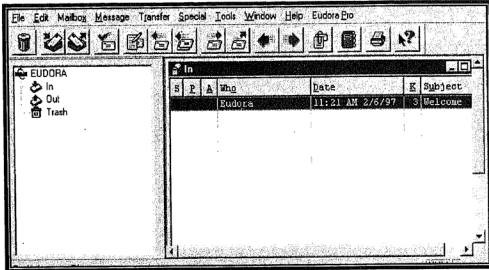 File Edit Mailbox Message Transfer Special Tools Window Help Eudora Pro
EUDORA
In
Out
Trash
In
S P A Who Date K Subject
Eudora 11:21 AM 2/6/97 3 Welcome